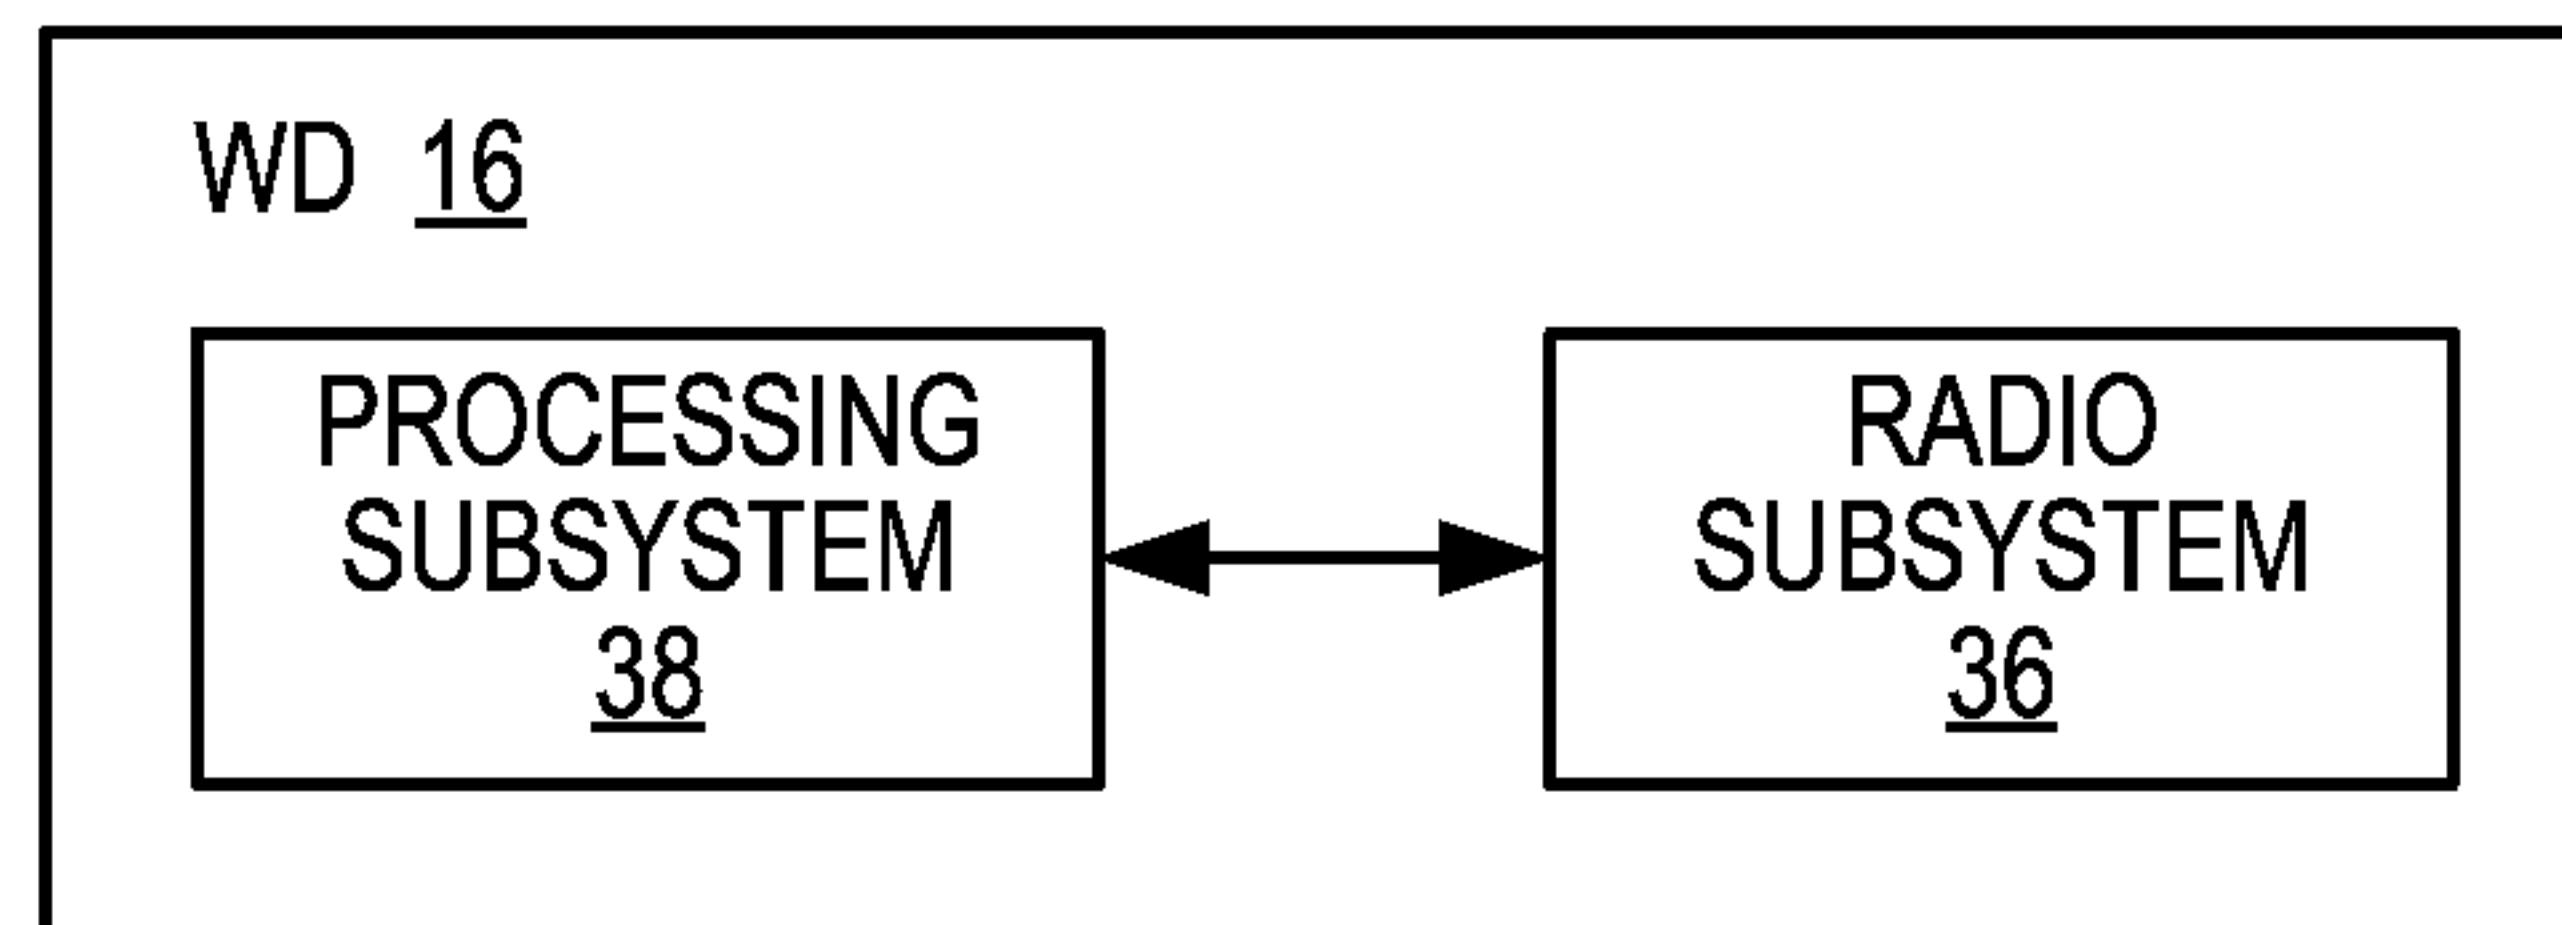 WD 16
PROCESSING
SUBSYSTEM
38
RADIO
SUBSYSTEM
36